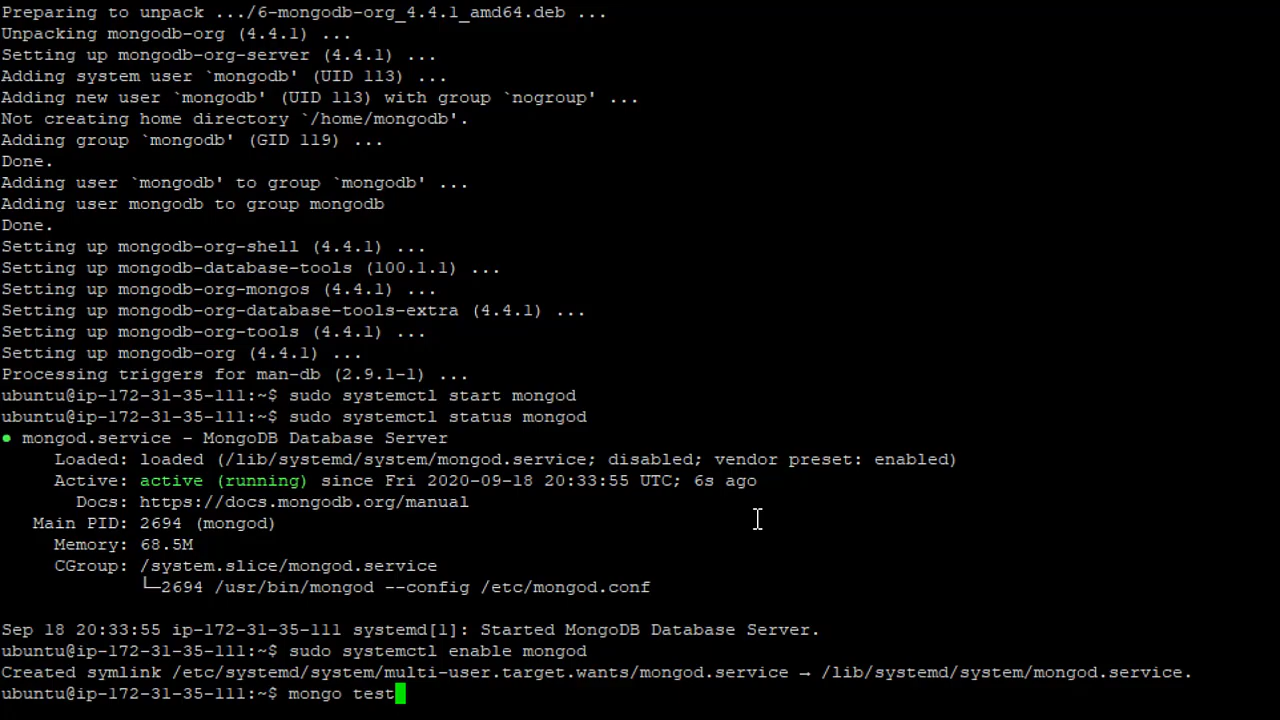 Preparing to unpack .../6-mongodb-org_4.4.1_amd64.deb ...
Unpacking mongodb-org (4.4.1) ...
Setting up mongodb-org-server (4.4.1) ...
Adding system user `mongodb' (UID 113) ...
Adding new user `mongodb' (UID 113) with group `nogroup' ...
Not creating home directory `/home/mongodb'.
Adding group `mongodb' (GID 119) ...
Done.
Adding user `mongodb' to group `mongodb' ...
Adding user mongodb to group mongodb
Done.
Setting up mongodb-org-shell (4.4.1) ...
Setting up mongodb-database-tools (100.1.1) ...
Setting up mongodb-org-mongos (4.4.1) ...
Setting up mongodb-org-database-tools-extra (4.4.1) ...
Setting up mongodb-org-tools (4.4.1) ...
Setting up mongodb-org (4.4.1) ...
Processing triggers for man-db (2.9.1-1) ...
ubuntu@ip-172-31-35-111:~$ sudo systemctl start mongod
ubuntu@ip-172-31-35-111:~$ sudo systemctl status mongod
● mongod.service - MongoDB Database Server
     Loaded: loaded (/lib/systemd/system/mongod.service; disabled; vendor preset: enabled)
     Active: active (running) since Fri 2020-09-18 20:33:55 UTC; 6s ago
       Docs: https://docs.mongodb.org/manual
   Main PID: 2694 (mongod)
     Memory: 68.5M
     CGroup: /system.slice/mongod.service
             └─2694 /usr/bin/mongod --config /etc/mongod.conf

Sep 18 20:33:55 ip-172-31-35-111 systemd[1]: Started MongoDB Database Server.
ubuntu@ip-172-31-35-111:~$ sudo systemctl enable mongod
Created symlink /etc/systemd/system/multi-user.target.wants/mongod.service → /lib/systemd/system/mongod.service.
ubuntu@ip-172-31-35-111:~$ mongo test